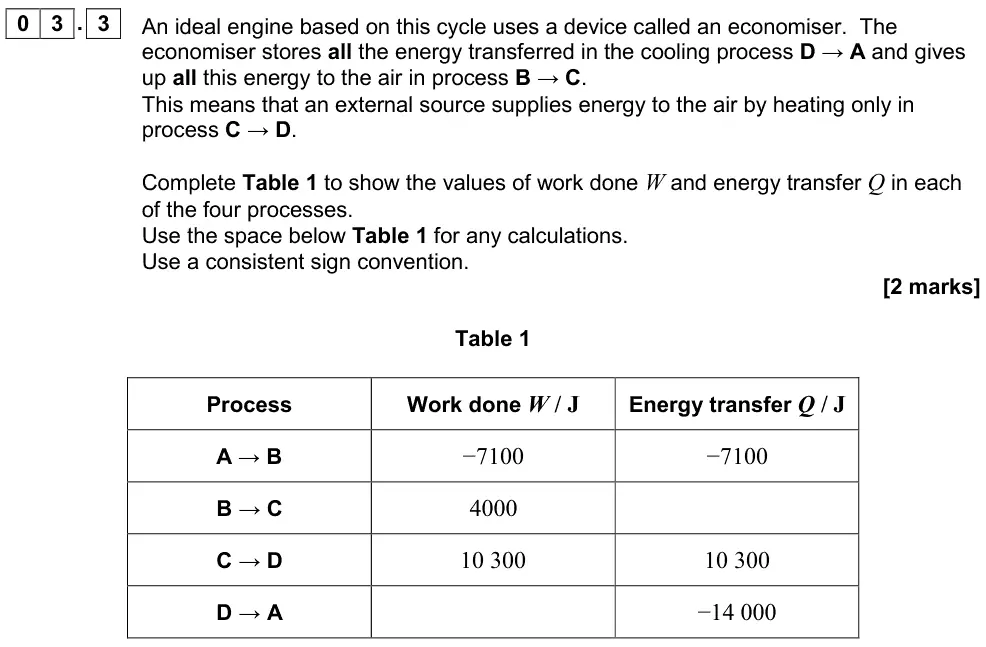 0 3 . 3 An ideal engine based on this cycle uses a device called an economiser. The
economiser stores all the energy transferred in the cooling process D → A and gives
up all this energy to the air in process B → C.
This means that an external source supplies energy to the air by heating only in
process C → D.
Complete Table 1 to show the values of work done W and energy transfer Q in each
of the four processes.
Use the space below Table 1 for any calculations.
Use a consistent sign convention.
[2 marks]
Table 1
Process Work done W / J Energy transfer Q / J
A → B −7100 −7100
B → C 4000
C → D 10 300 10 300
D → A −14 000